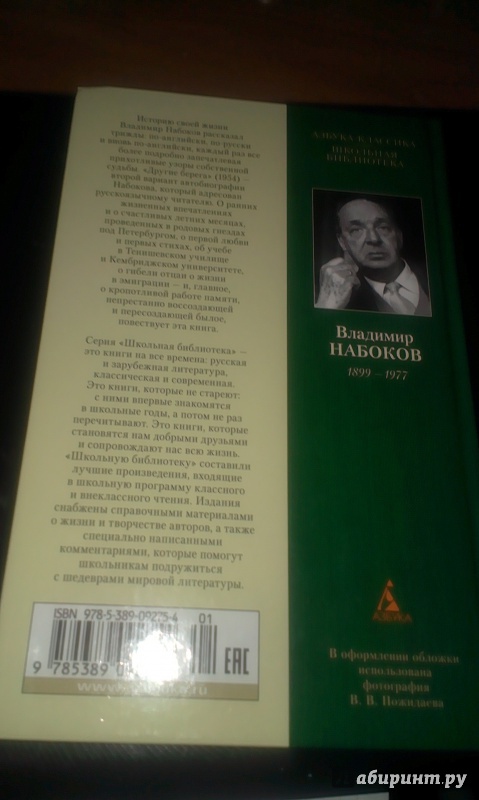 Историю своей жизни
Владимир Набоков рассказал
трижды: по-английски, по-русски
и вновь по-английски, каждый раз все
более подробно запечатлевая
прихотливые узоры собственной
судьбы. «Другие берега» (1954) —
второй вариант автобиографии
Набокова, который адресован
русскоязычному читателю. О ранних
жизненных впечатлениях
и о счастливых летних месяцах,
проведенных в родовых гнездах
под Петербургом, о первой любви
и первых стихах, об учебе
в Тенишевском училище
и Кембриджском университете,
о гибели отца и о жизни
в эмиграции — и, главное,
о кропотливой работе памяти,
непрестанно воссоздающей
и пересоздающей былое,
повествует эта книга.
Серия «Школьная библиотека» —
это книги на все времена: русская
и зарубежная литература,
классическая и современная.
Это книги, которые не стареют:
с ними впервые знакомятся
в школьные годы, а потом не раз
перечитывают. Это книги, которые
становятся нам добрыми друзьями
и сопровождают нас всю жизнь.
«Школьную библиотеку» составили
лучшие произведения, входящие
в школьную программу классного
и внеклассного чтения. Издания
снабжены справочными материалами
о жизни и творчестве авторов, а также
специально написанными
комментариями, которые помогут
школьникам подружиться
с шедеврами мировой литературы.
ISBN 978-5-389-09275-4 01
9 785389
EAC
АЗБУКА-КЛАССИКА
ШКОЛЬНАЯ
БИБЛИОТЕКА
Владимир
НАБОКОВ
1899 – 1977
АЗБУКА
В оформлении обложки
использована
фотография
В. В. Пожидаева
абиринт.ру